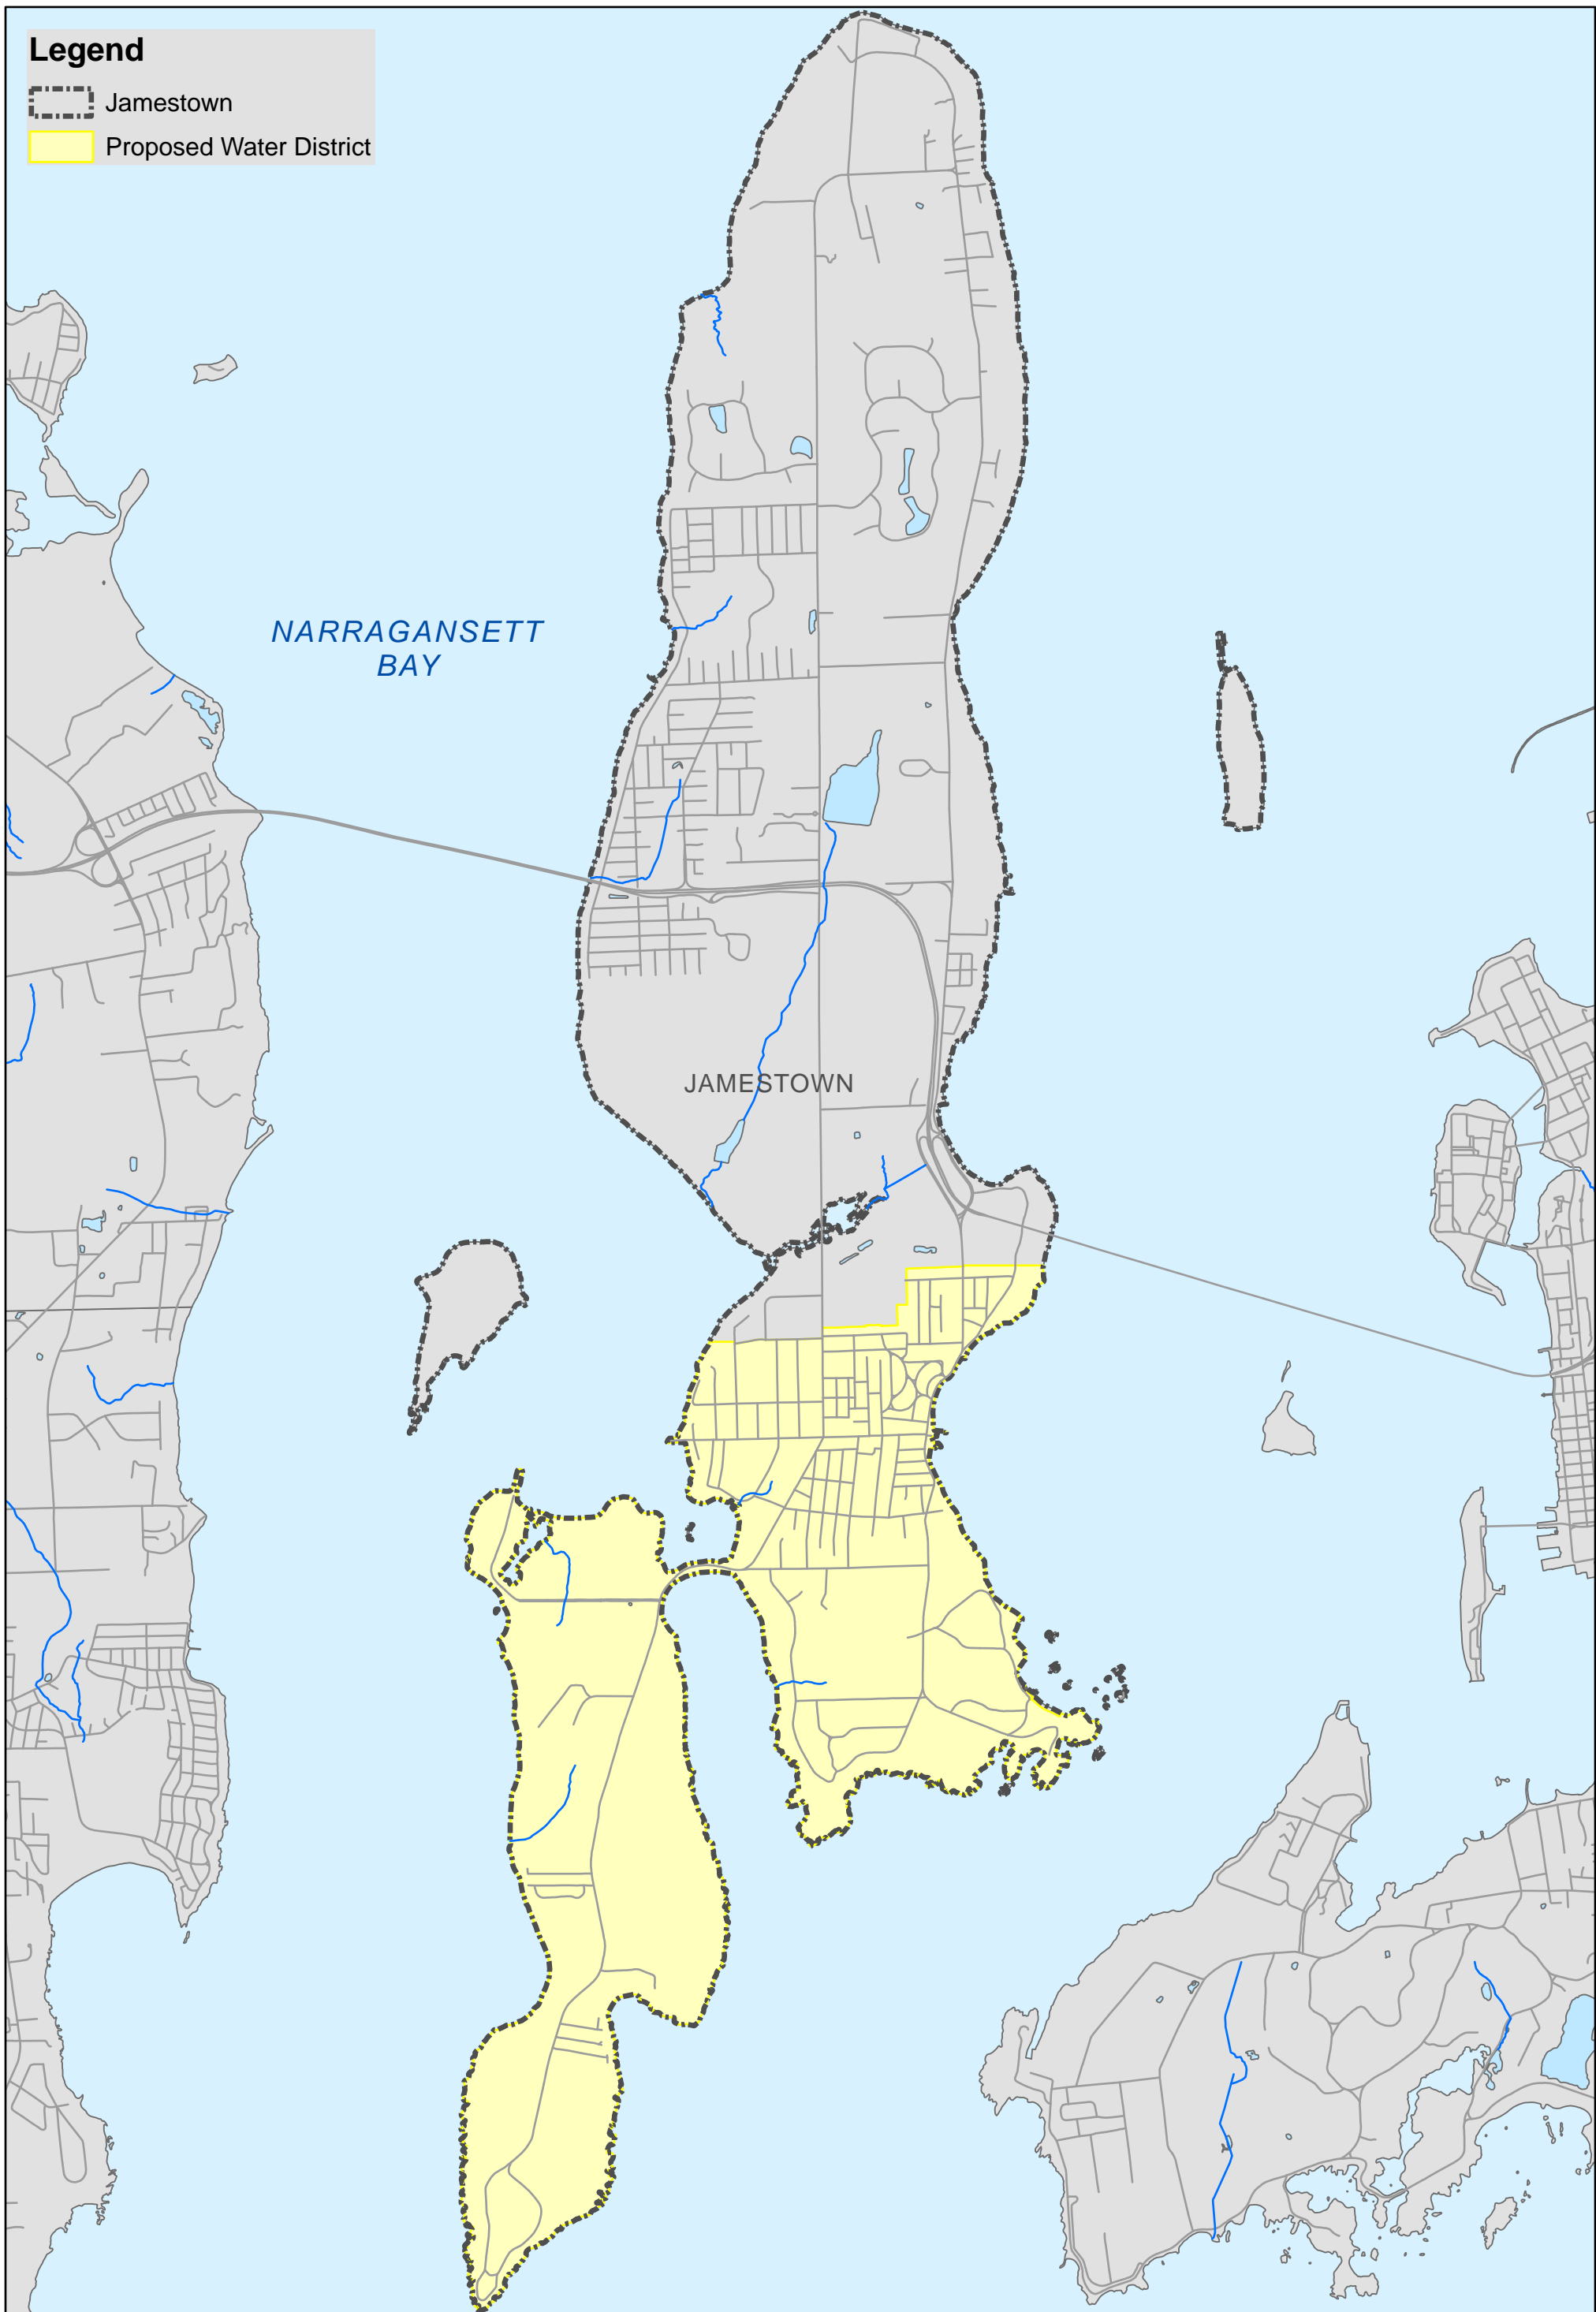 Legend
Jamestown
Proposed Water District
NARRAGANSETT
BAY
JAMESTOWN